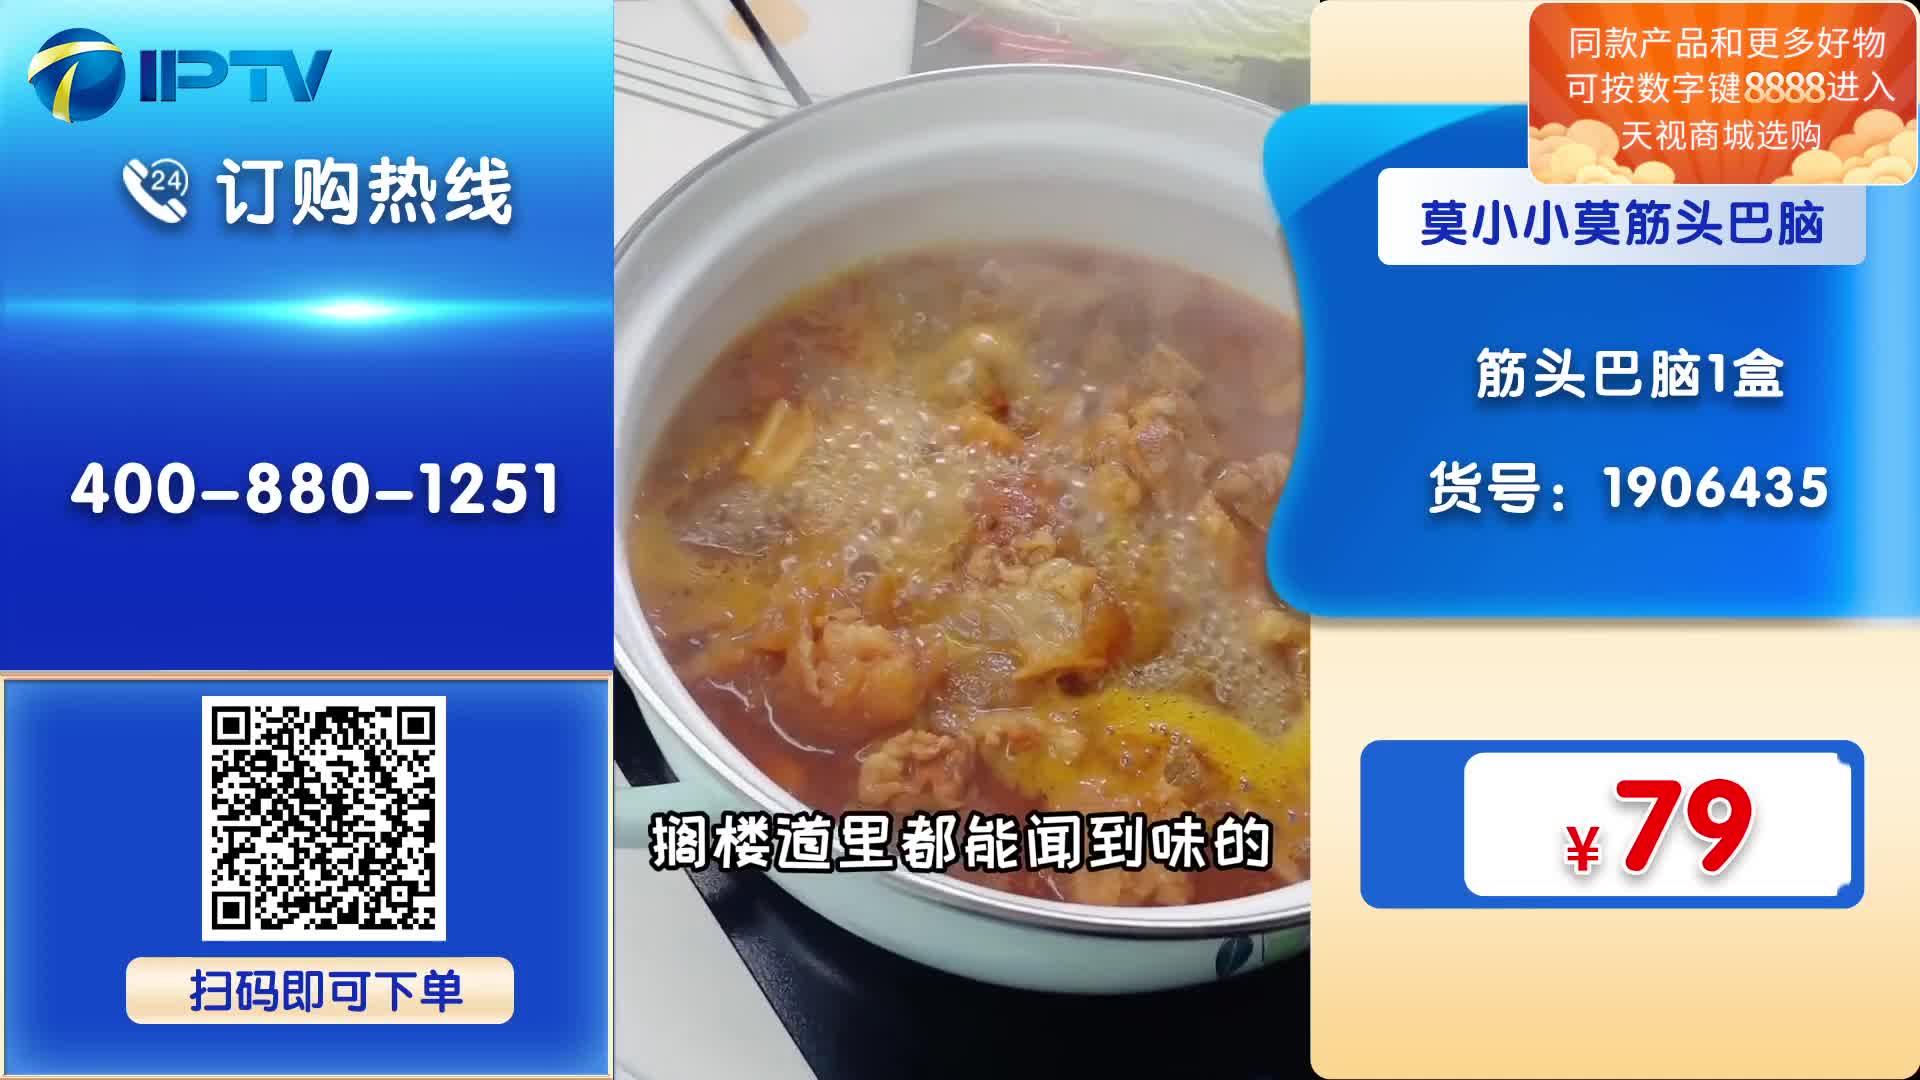 IPTV
24
订购热线
400-880-1251
扫码即可下单
搁楼道里都能闻到味的
同款产品和更多好物
可按数字键8888进入
天视商城选购
莫小小莫筋头巴脑
筋头巴脑1盒
货号：1906435
¥79